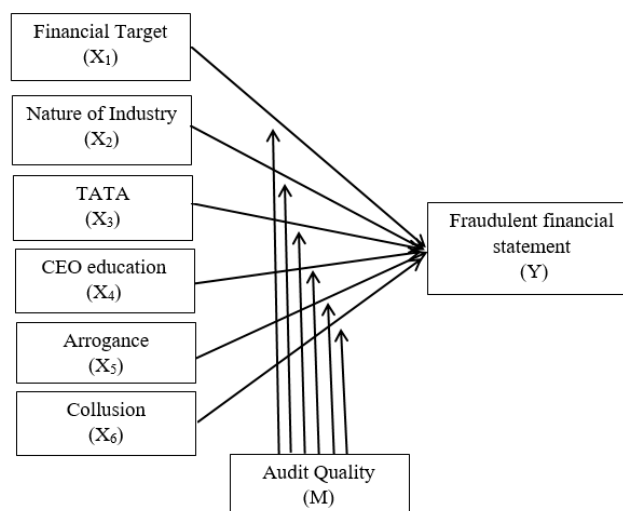 Financial Target
(X₁)
Nature of Industry
(X₂)
TATA
(X₃)
CEO education
(X₄)
Arrogance
(X₅)
Collusion
(X₆)
Fraudulent financial
statement
(Y)
Audit Quality
(M)